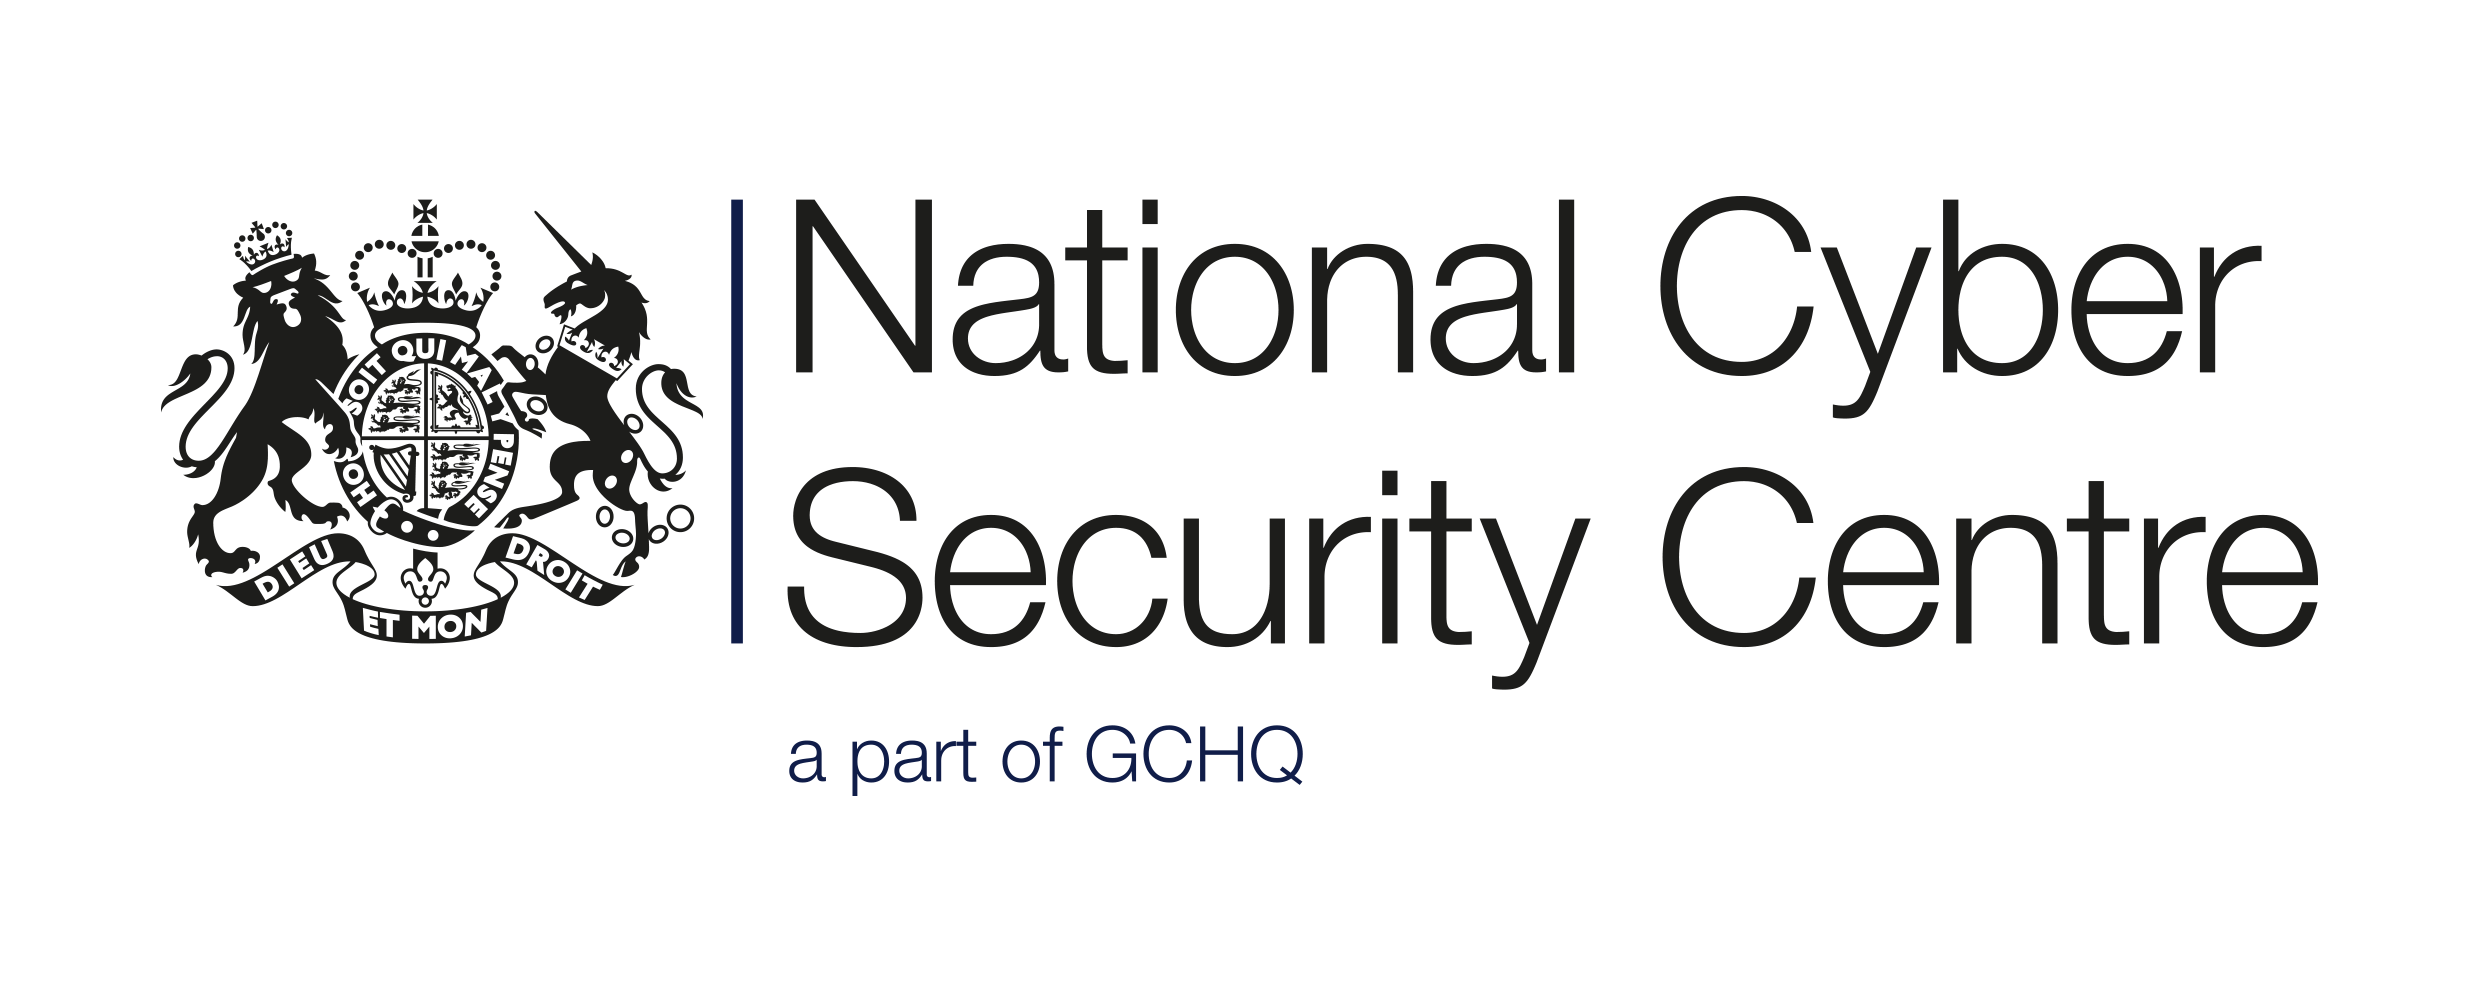 HONI SOIT QUI MAL Y PENSE
DIEU ET MON DROIT
National Cyber
Security Centre
a part of GCHQ